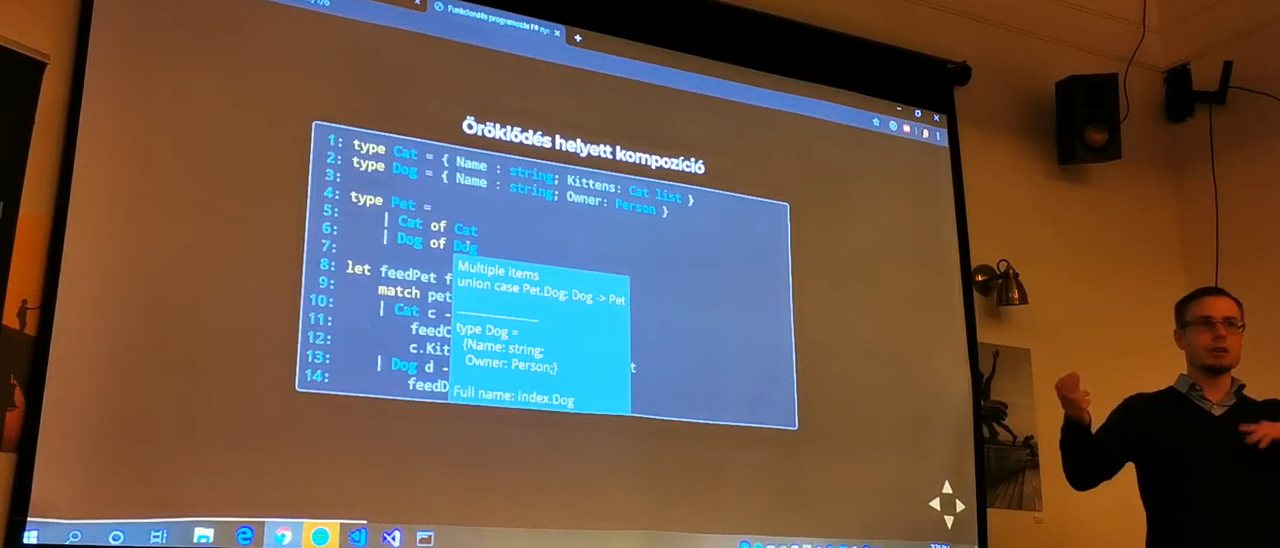 Funkcionális programozás F# nye
Öröklődés helyett kompozíció
1: type Cat = { Name : string; Kittens: Cat list }
2: type Dog = { Name : string; Owner: Person }
3:
4: type Pet =
5:     | Cat of Cat
6:     | Dog of Dog
7:
8: let feedPet f
9:     match pet
10:     | Cat c -
11:         feedC
12:         c.Kit
13:     | Dog d - t
14:         feedD
Multiple items
union case Pet.Dog: Dog -> Pet
type Dog =
{Name: string;
Owner: Person;}
Full name: index.Dog